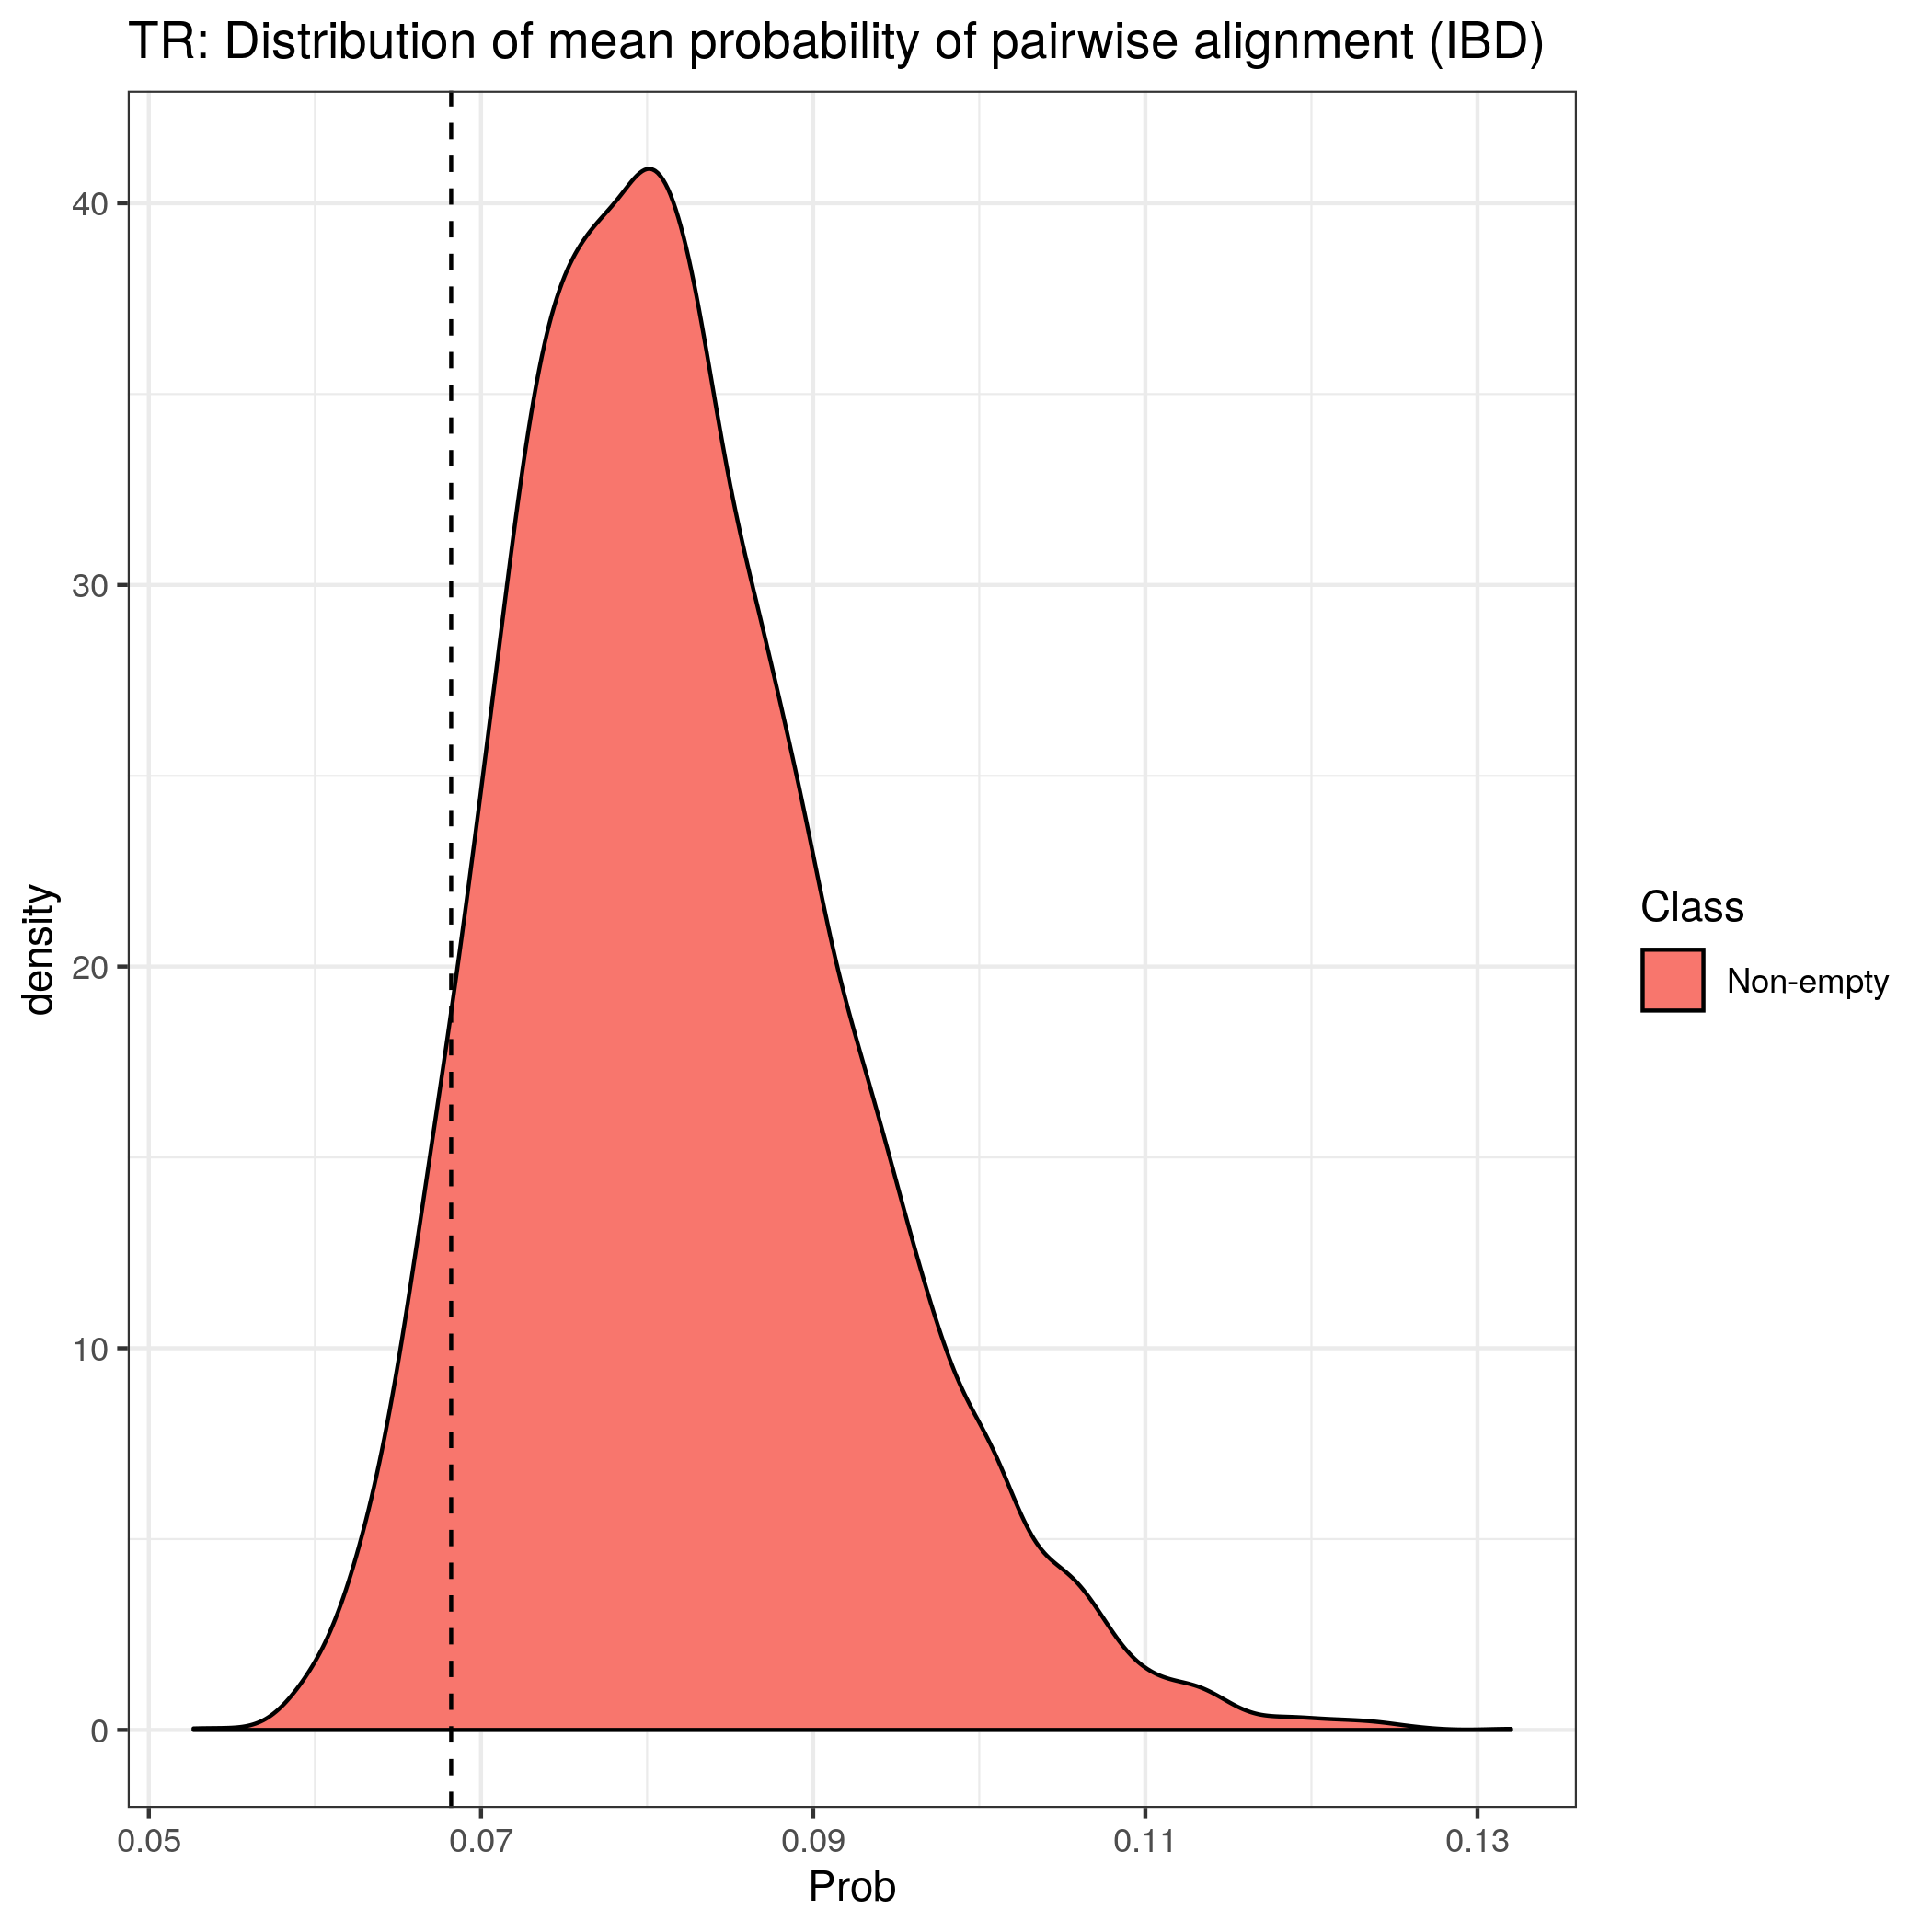 TR: Distribution of mean probability of pairwise alignment (IBD)
density
40
30
20
10
0
0.05
0.07
0.09
0.11
0.13
Prob
Class
Non-empty